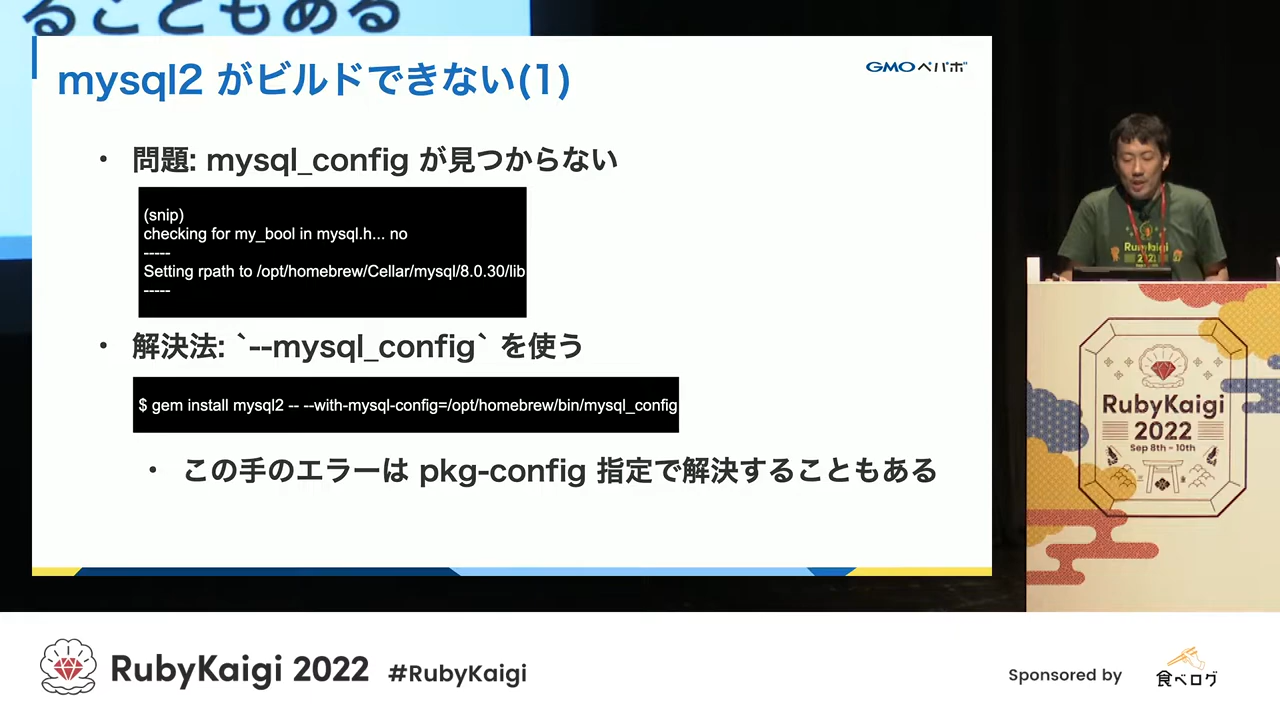 ることもある
mysql2 がビルドできない(1)
GMOペパボ
・ 問題: mysql_config が見つからない
(snip)
checking for my_bool in mysql.h... no
-----
Setting rpath to /opt/homebrew/Cellar/mysql/8.0.30/lib
-----
・ 解決法: `--mysql_config` を使う
$ gem install mysql2 -- --with-mysql-config=/opt/homebrew/bin/mysql_config
・ この手のエラーは pkg-config 指定で解決することもある
RubyKaigi
2022
RubyKaigi
2022
Sep 8th - 10th
RubyKaigi 2022 #RubyKaigi
Sponsored by 食べログ